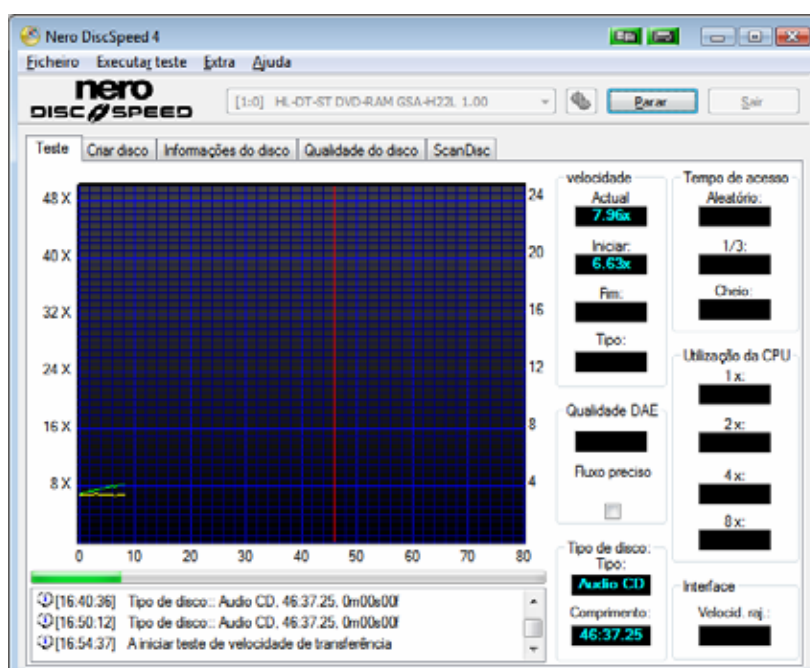 Nero DiscSpeed 4
Ficheiro Executar teste Extra Ajuda
nero
DISC SPEED
[1:0] HL-DT-ST DVD-RAM GSA-H22L 1.00
Parar
Sair
Teste Criar disco Informações do disco Qualidade do disco ScanDisc
48 X
40 X
32 X
24 X
16 X
8 X
24
20
16
12
8
4
0 10 20 30 40 50 60 70 80
velocidade
Actual
7.96x
Iniciar:
6.63x
Fim:
Tipo:
Qualidade DAE
Fluxo preciso
Tipo de disco:
Tipo:
Audio CD
Comprimento:
46:37.25
Tempo de acesso
Aleatório:
1/3:
Cheio:
Utilização da CPU
1 x:
2 x:
4 x:
8 x:
Interface
Velocid. raj.:
[16:40:36] Tipo de disco:: Audio CD, 46:37.25, 0m00s00f
[16:50:12] Tipo de disco:: Audio CD, 46:37.25, 0m00s00f
[16:54:37] A iniciar teste de velocidade de transferência